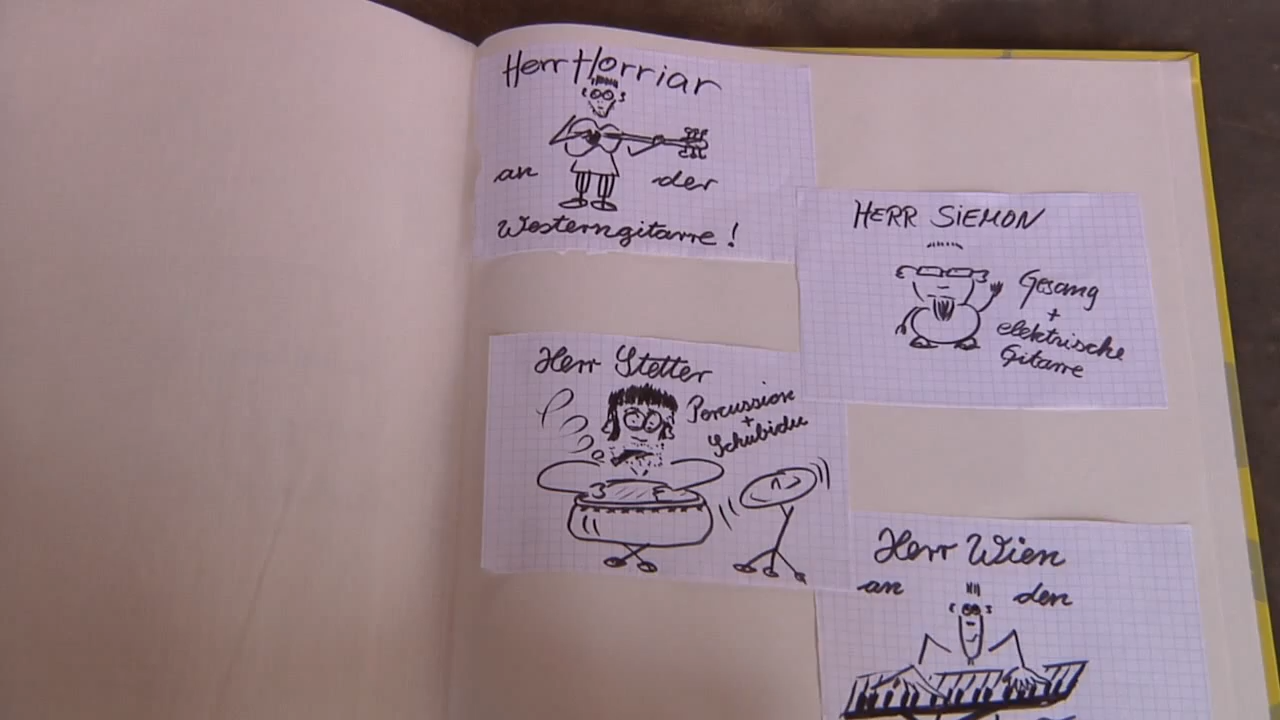 Herr Horriar
an der
Westerngitarre!
HERR SiEMON
Gesang
+
elektrische
Gitarre
Herr Stetter
Percussion
+
Schubidu
Herr Wien
an den